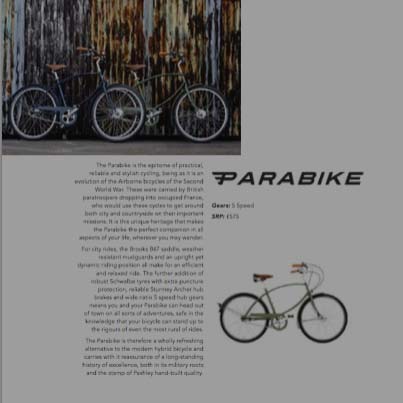 The Parabike is the epitome of practical,
reliable and stylish cycling, being as it is an
evolution of the Airborne bicycles of the Second
World War. These were carried by British
paratroopers dropping into occupied France,
who would use these cycles to get around
both city and countryside on their important
missions. It is this unique heritage that makes
the Parabike the perfect companion in all
aspects of your life, wherever you may wander.
For city rides, the Brooks B67 saddle, weather
resistant mudguards and an upright yet
dynamic riding position all make for an efficient
and relaxed ride. The further addition of
robust Schwalbe tyres with extra puncture
protection, reliable Sturmey Archer hub
brakes and wide ratio 5 speed hub gears
means you and your Parabike can head out
of town on all sorts of adventures, safe in the
knowledge that your bicycle can stand up to
the rigours of even the most rural of rides.
The Parabike is therefore a wholly refreshing
alternative to the modern hybrid bicycle and
carries with it reassurance of a long-standing
history of excellence, both in its military roots
and the stamp of Pashley hand-built quality.
PARABIKE
Gears: 5 Speed
SRP: £575